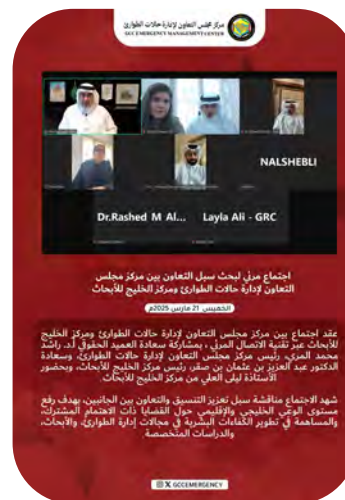 مركز مجلس التعاون لإدارة حالات الطوارئ
GCC EMERGENCY MANAGEMENT CENTER
NALSHEBLI
Dr.Rashed M Al...
Layla Ali - GRC
اجتماع مرئي لبحث سبل التعاون بين مركز مجلس
التعاون لإدارة حالات الطوارئ ومركز الخليج للأبحاث
الخميس 21 مارس 2025م
عقد اجتماع بين مركز مجلس التعاون لإدارة حالات الطوارئ ومركز الخليج
للأبحاث عبر تقنية الاتصال المرئي، بمشاركة سعادة العميد الحقوقي أ.د. راشد
محمد المري، رئيس مركز مجلس التعاون لإدارة حالات الطوارئ، وسعادة
الدكتور عبد العزيز بن عثمان بن صقر، رئيس مركز الخليج للأبحاث، وبحضور
الأستاذة ليلى العلي من مركز الخليج للأبحاث.
شهد الاجتماع مناقشة سبل تعزيز التنسيق والتعاون بين الجانبين، بهدف رفع
مستوى الوعي الخليجي والإقليمي حول القضايا ذات الاهتمام المشترك،
والمساهمة في تطوير الكفاءات البشرية في مجالات إدارة الطوارئ، والأبحاث،
والدراسات المتخصصة.
X GCCEMERGENCY